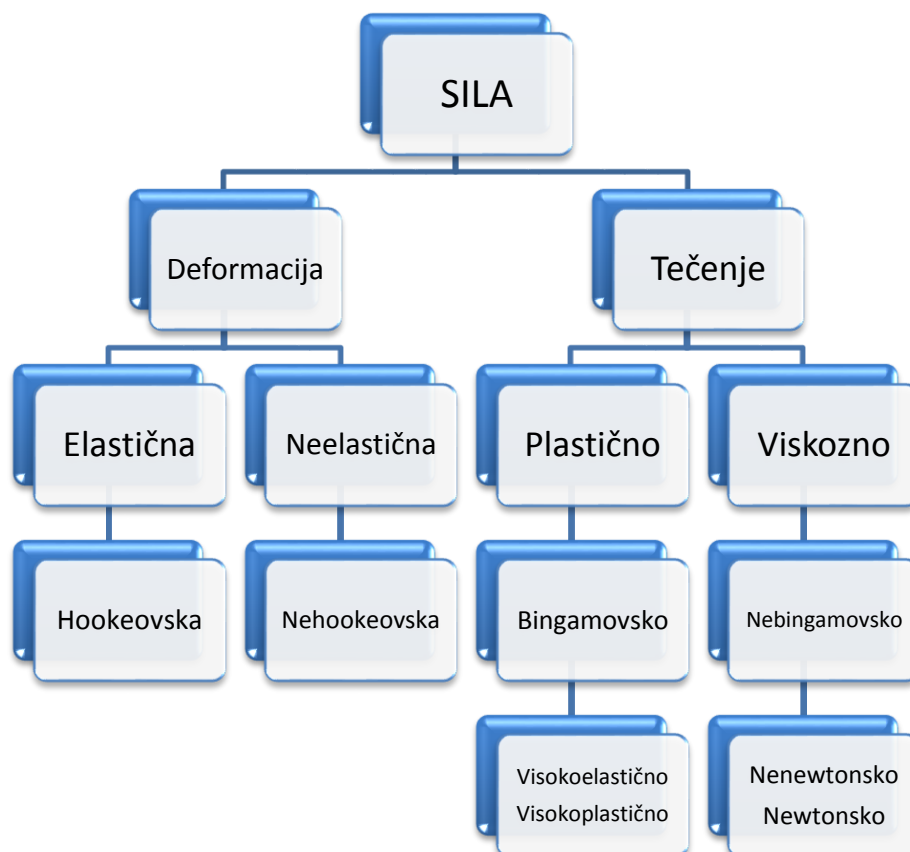 SILA
Deformacija
Tečenje
Elastična
Neelastična
Plastično
Viskozno
Hookeovska
Nehookeovska
Bingamovsko
Nebingamovsko
Visokoelastično
Visokoplastično
Nenewtonsko
Newtonsko